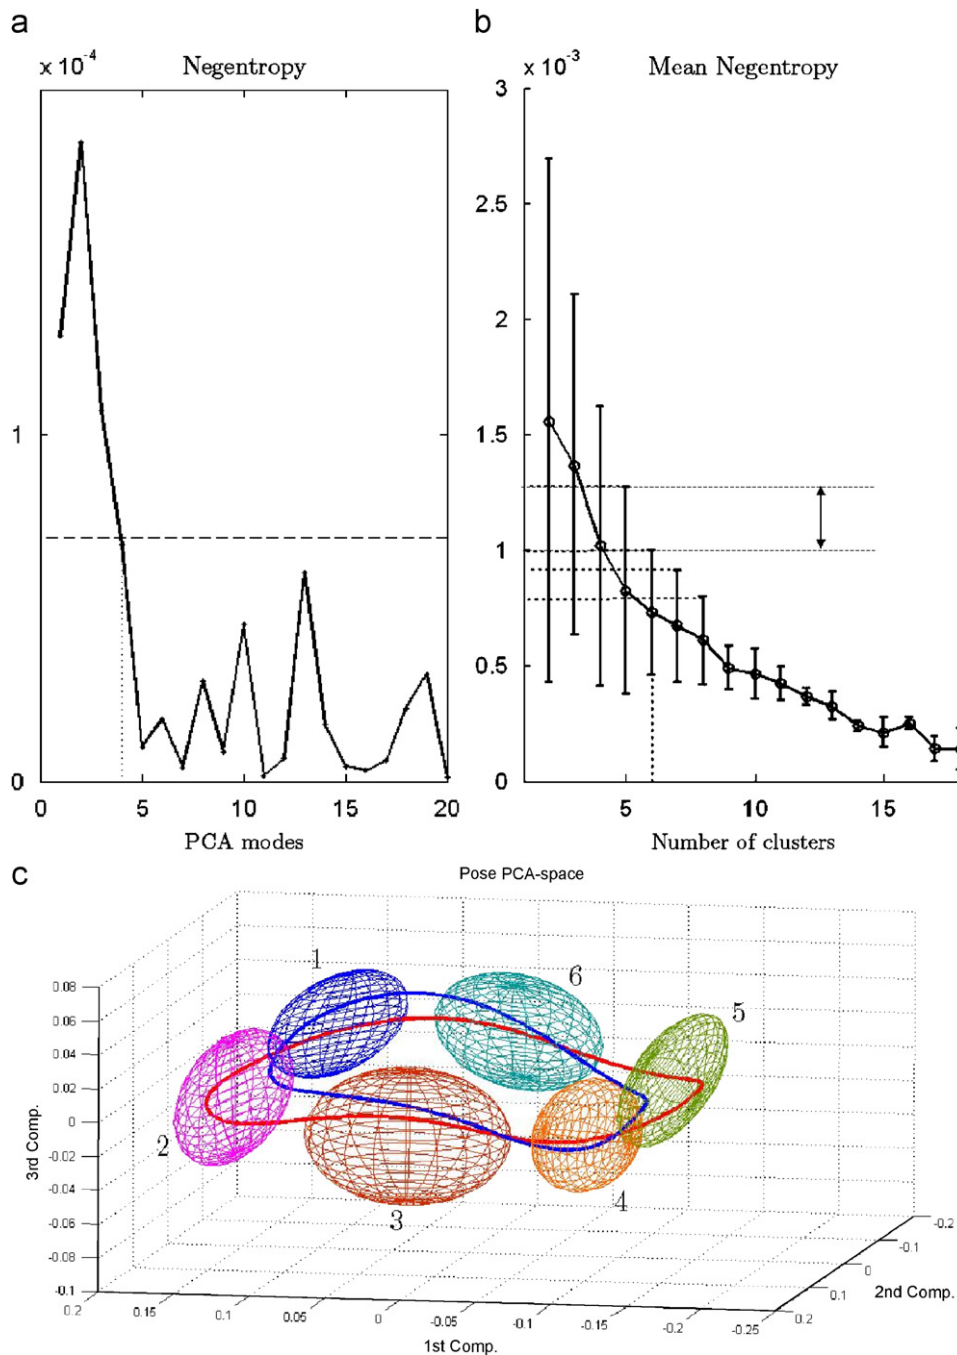 a
x 10^-4
Negentropy
1
0
0 5 10 15 20
PCA modes
b
x 10^-3
Mean Negentropy
3
2.5
2
1.5
1
0.5
0
5 10 15
Number of clusters
c
Pose PCA-space
0.08
0.06
0.04
0.02
0
-0.02
-0.04
-0.06
-0.08
-0.1
3rd Comp.
1
6
5
2
3
4
0.2 0.15 0.1 0.05 0 -0.05 -0.1 -0.15 -0.2 -0.25
1st Comp.
-0.2
-0.1
0
0.1
0.2
2nd Comp.